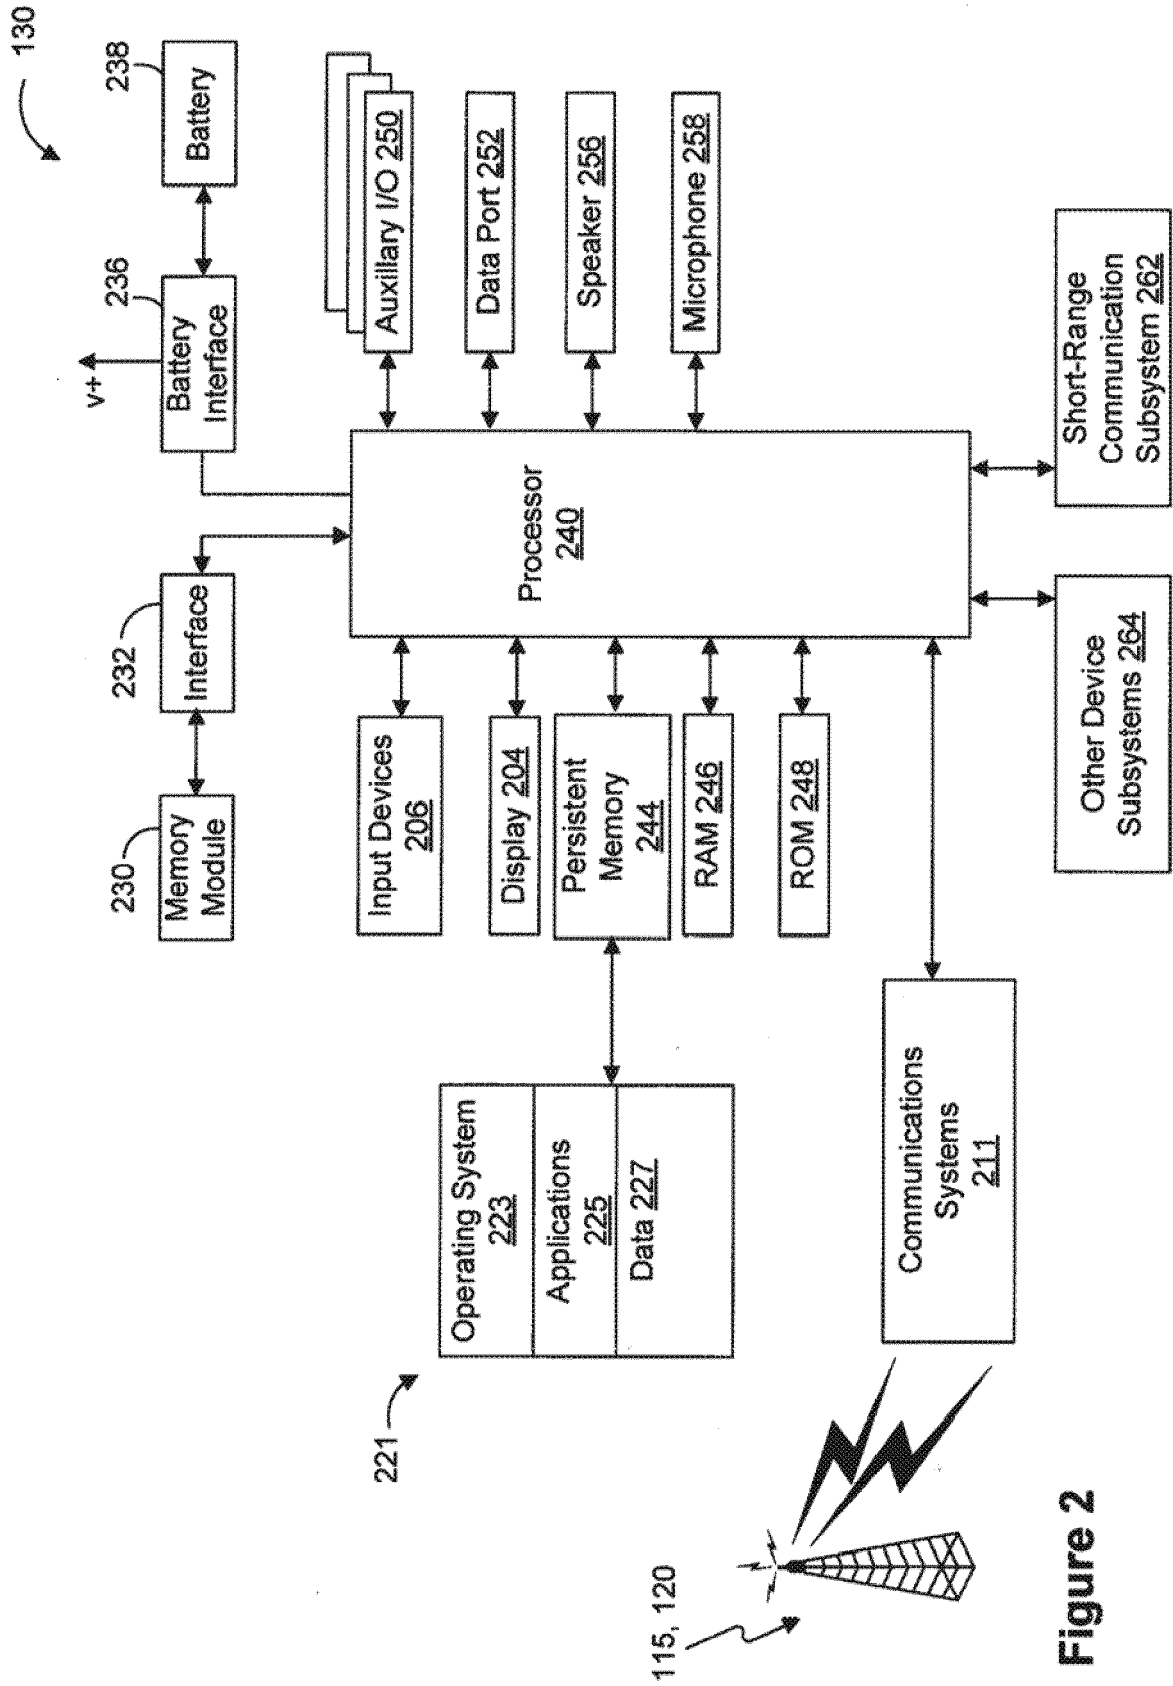 130
238
Battery
236
Battery
Interface
v+
232
Interface
230
Memory
Module
Auxiliary I/O 250
Data Port 252
Speaker 256
Microphone 258
Processor
240
Input Devices
206
Display 204
Persistent
Memory
244
RAM 246
ROM 248
Short-Range
Communication
Subsystem 262
Other Device
Subsystems 264
221
Operating System
223
Applications
225
Data 227
Communications
Systems
211
115, 120
Figure 2